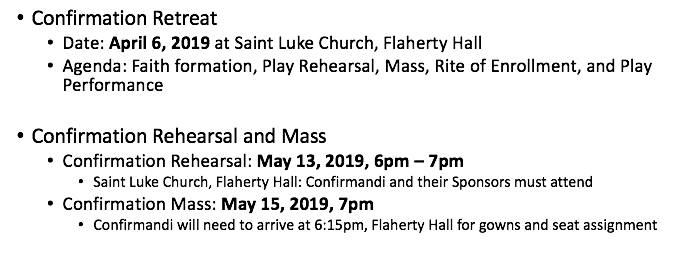 • Confirmation Retreat
• Date: April 6, 2019 at Saint Luke Church, Flaherty Hall
• Agenda: Faith formation, Play Rehearsal, Mass, Rite of Enrollment, and Play
Performance
• Confirmation Rehearsal and Mass
• Confirmation Rehearsal: May 13, 2019, 6pm – 7pm
• Saint Luke Church, Flaherty Hall: Confirmandi and their Sponsors must attend
• Confirmation Mass: May 15, 2019, 7pm
• Confirmandi will need to arrive at 6:15pm, Flaherty Hall for gowns and seat assignment